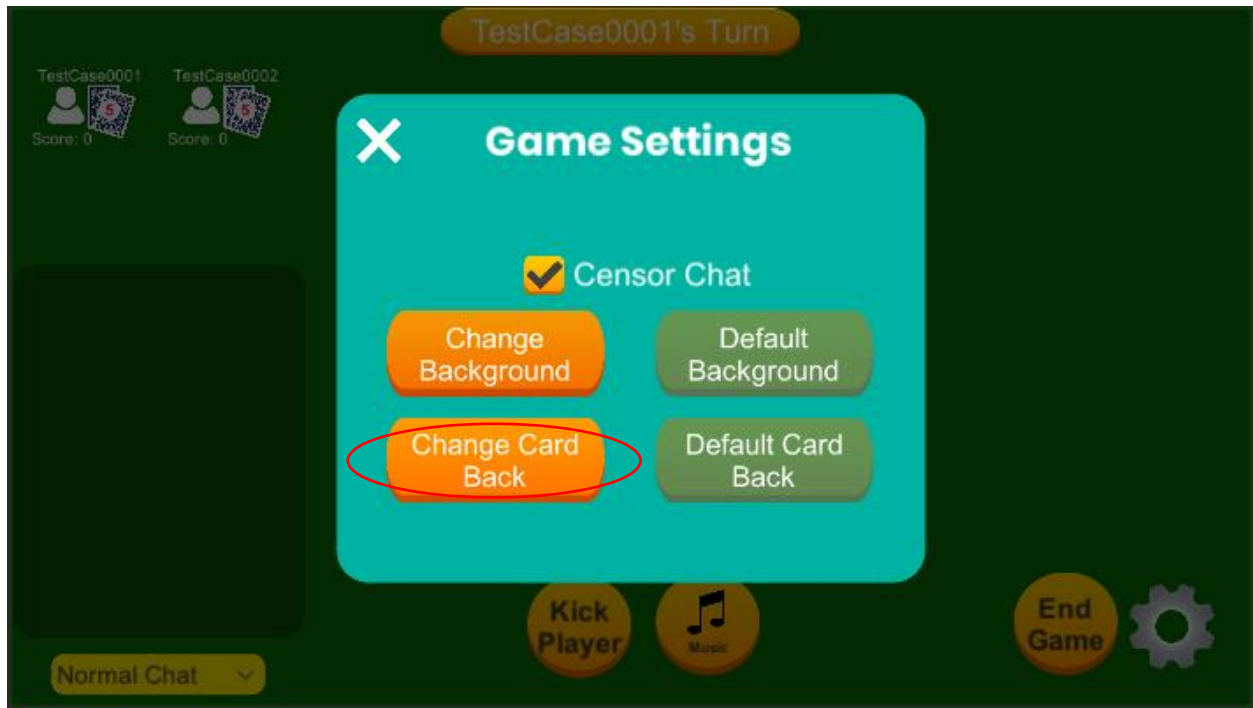 TestCase0001's Turn
TestCase0001 TestCase0002
5 5
Score: 0 Score: 0
Game Settings
Censor Chat
Change
Background
Default
Background
Change Card
Back
Default Card
Back
Kick
Player
Music
End
Game
Normal Chat